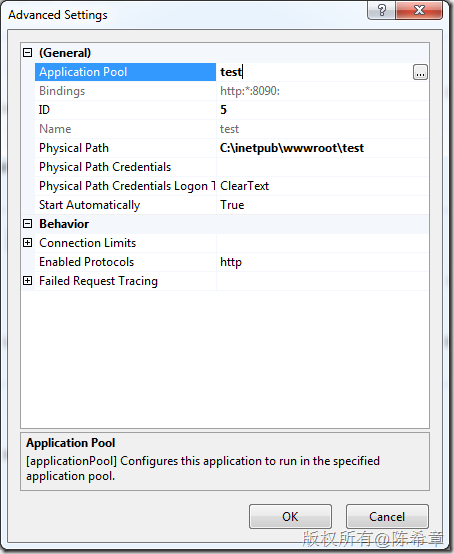 Advanced Settings
(General)
Application Pool test ...
Bindings http:*:8090:
ID 5
Name test
Physical Path C:\inetpub\wwwroot\test
Physical Path Credentials
Physical Path Credentials Logon T ClearText
Start Automatically True
Behavior
Connection Limits
Enabled Protocols http
Failed Request Tracing
Application Pool
[applicationPool] Configures this application to run in the specified
application pool.
OK Cancel
版权所有@陈希章